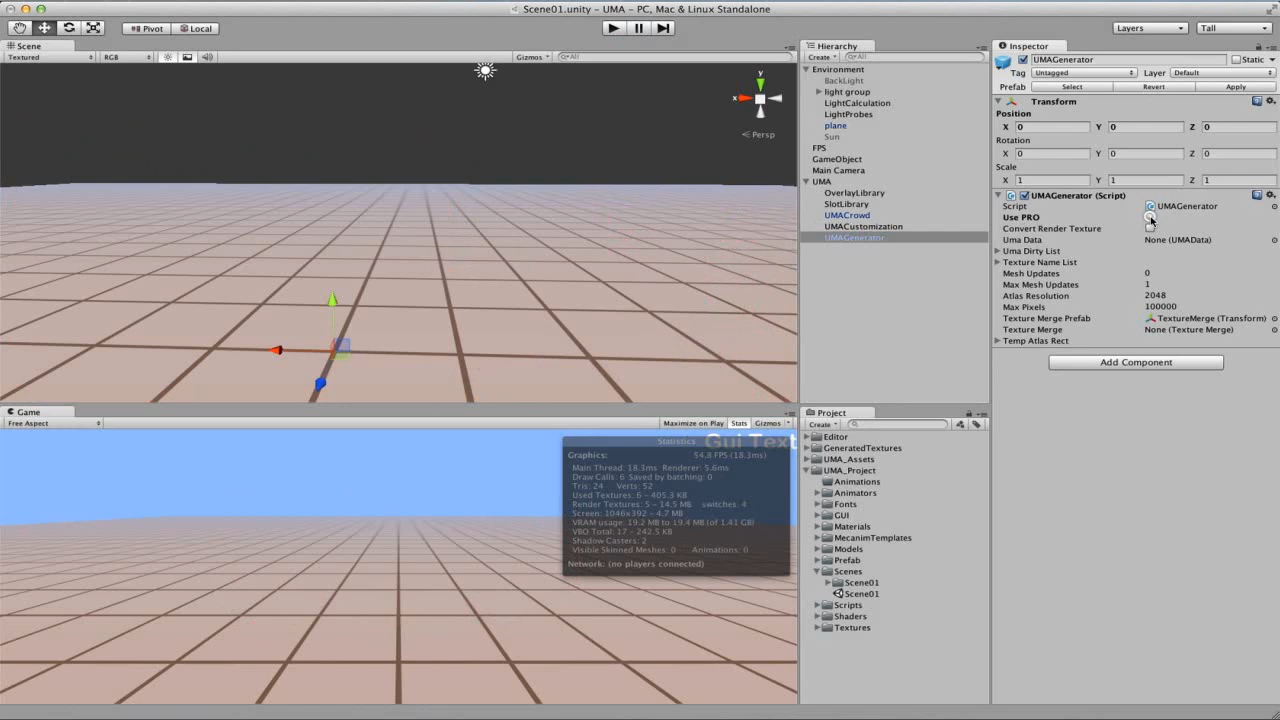 Scene01.unity – UMA – PC, Mac & Linux Standalone
Pivot Local Layers Tall
Scene
Textured RGB Gizmos All
y
x
Persp
Game
Free Aspect Maximize on Play Stats Gizmos
Gui Text
Statistics
Graphics: 54.8 FPS (18.3ms)
Main Thread: 18.3ms Renderer: 5.6ms
Draw Calls: 6 Saved by batching: 0
Tris: 24 Verts: 52
Used Textures: 6 – 405.3 KB
Render Textures: 5 – 14.5 MB switches: 4
Screen: 1046x392 – 4.7 MB
VRAM usage: 19.2 MB to 19.4 MB (of 1.41 GB)
VBO Total: 17 – 242.5 KB
Shadow Casters: 2
Visible Skinned Meshes: 0 Animations: 0
Network: (no players connected)
Hierarchy
Create All
Environment
BackLight
light group
LightCalculation
LightProbes
plane
Sun
FPS
GameObject
Main Camera
UMA
OverlayLibrary
SlotLibrary
UMACrowd
UMACustomization
UMAGenerator
Project
Create
Editor
GeneratedTextures
UMA_Assets
UMA_Project
Animations
Animators
Fonts
GUI
Materials
MecanimTemplates
Models
Prefab
Scenes
Scene01
Scene01
Scripts
Shaders
Textures
Inspector
UMAGenerator Static
Tag Untagged Layer Default
Prefab Select Revert Apply
Transform
Position
X 0 Y 0 Z 0
Rotation
X 0 Y 0 Z 0
Scale
X 1 Y 1 Z 1
UMAGenerator (Script)
Script UMAGenerator
Use PRO
Convert Render Texture
Uma Data None (UMAData)
Uma Dirty List
Texture Name List
Mesh Updates 0
Max Mesh Updates 1
Atlas Resolution 2048
Max Pixels 100000
Texture Merge Prefab TextureMerge (Transform)
Texture Merge None (Texture Merge)
Temp Atlas Rect
Add Component